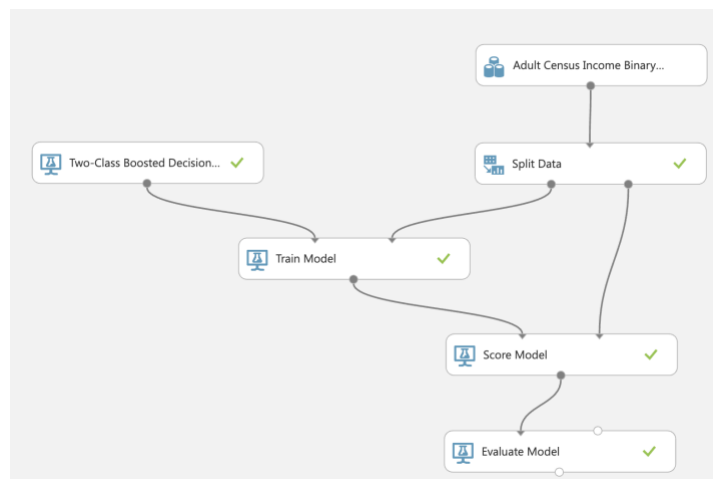 Adult Census Income Binary...
Two-Class Boosted Decision...
Split Data
Train Model
Score Model
Evaluate Model